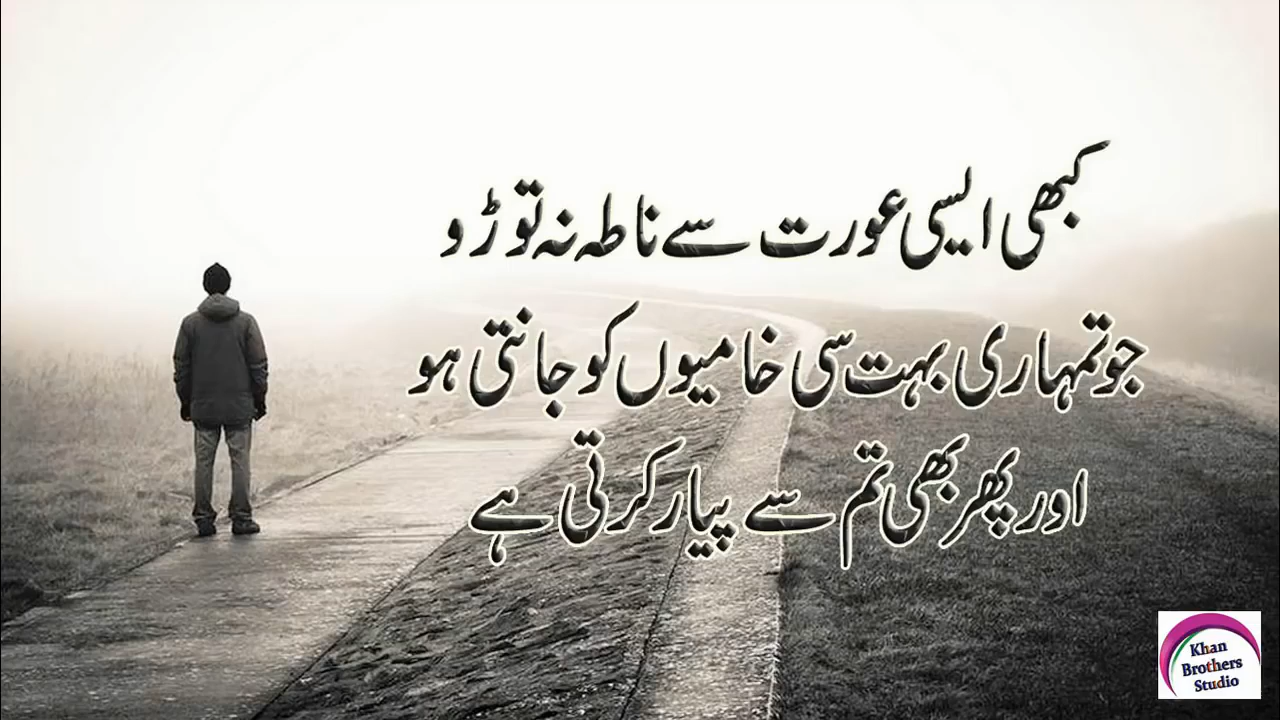 کبھی ایسی عورت سے ناطہ نہ توڑو
جو تمہاری بہت سی خامیوں کو جانتی ہو
اور پھر بھی تم سے پیار کرتی ہے
Khan
Brothers
Studio